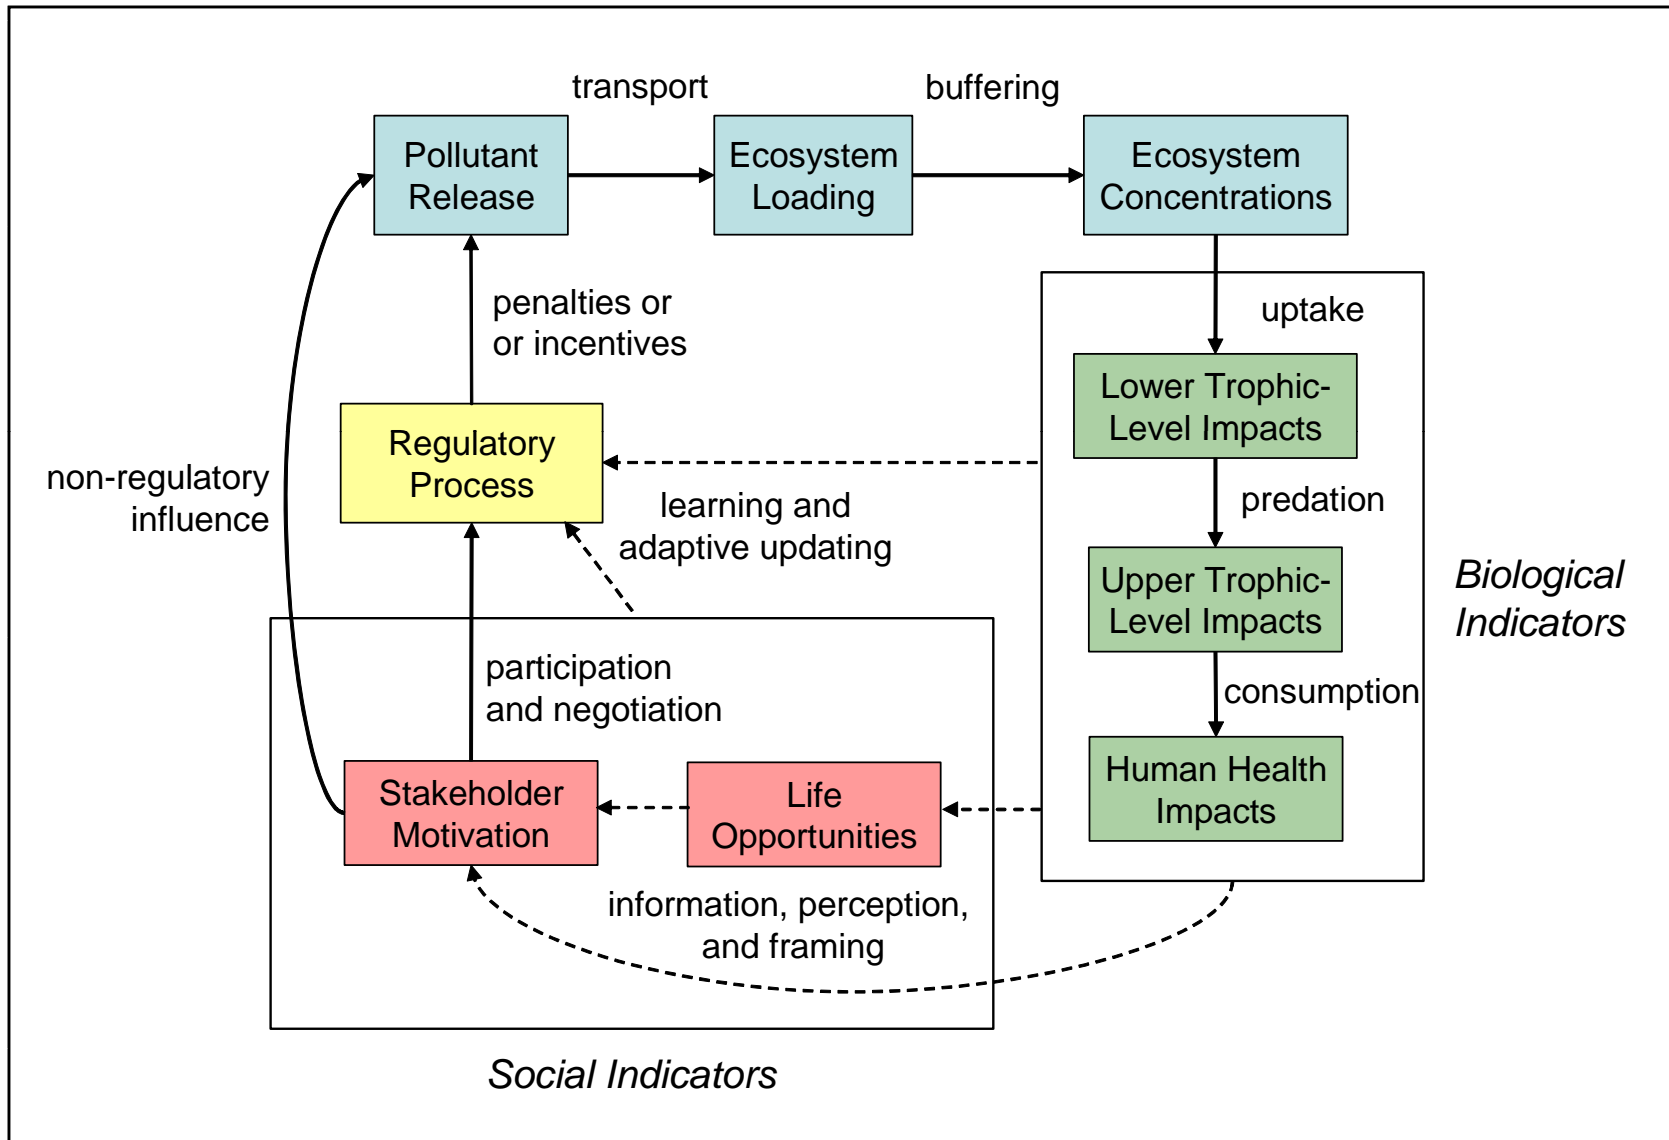 transport
buffering
Pollutant
Release
Ecosystem
Loading
Ecosystem
Concentrations
penalties or
or incentives
uptake
Lower Trophic-
Level Impacts
Regulatory
Process
non-regulatory
influence
learning and
adaptive updating
predation
Upper Trophic-
Level Impacts
Biological
Indicators
participation
and negotiation
consumption
Stakeholder
Motivation
Life
Opportunities
Human Health
Impacts
information, perception,
and framing
Social Indicators